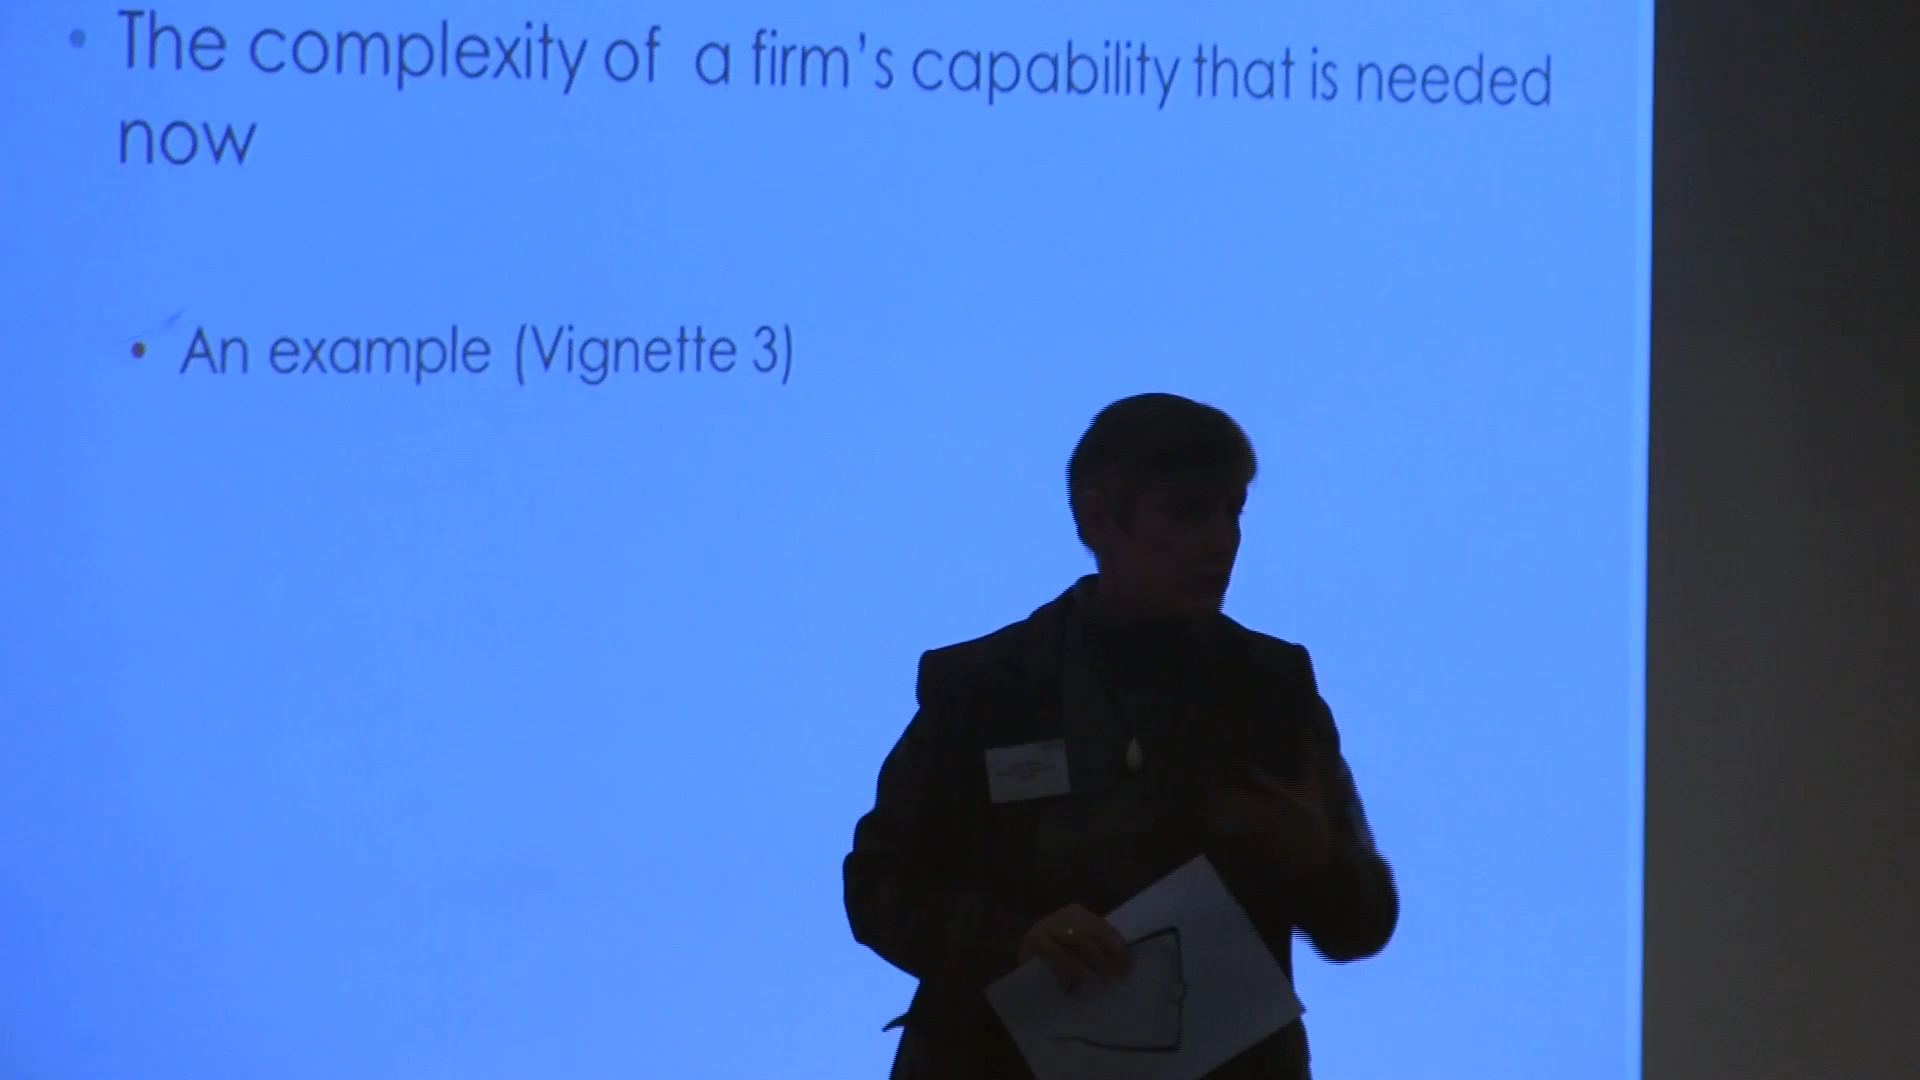 • The complexity of a firm's capability that is needed
now
• An example (Vignette 3)